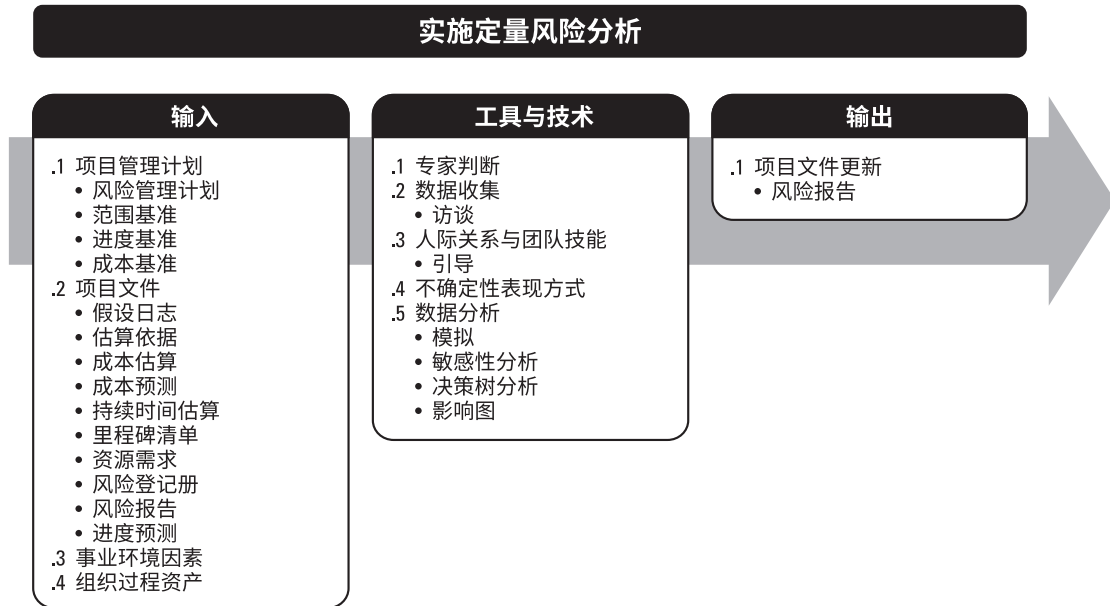 实施定量风险分析
输入
.1 项目管理计划
• 风险管理计划
• 范围基准
• 进度基准
• 成本基准
.2 项目文件
• 假设日志
• 估算依据
• 成本估算
• 成本预测
• 持续时间估算
• 里程碑清单
• 资源需求
• 风险登记册
• 风险报告
• 进度预测
.3 事业环境因素
.4 组织过程资产
工具与技术
.1 专家判断
.2 数据收集
• 访谈
.3 人际关系与团队技能
• 引导
.4 不确定性表现方式
.5 数据分析
• 模拟
• 敏感性分析
• 决策树分析
• 影响图
输出
.1 项目文件更新
• 风险报告